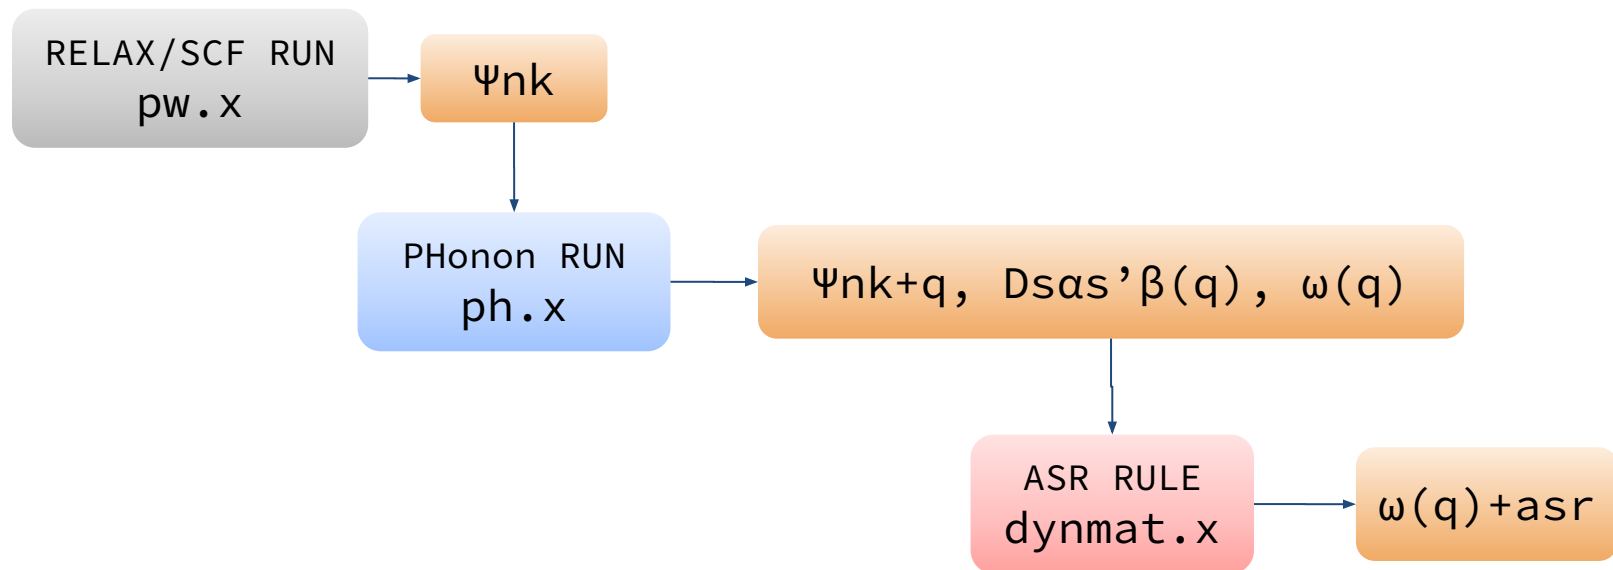 RELAX/SCF RUN
pw.x
Ψnk
PHonon RUN
ph.x
Ψnk+q, Dsαs’β(q), ω(q)
ASR RULE
dynmat.x
ω(q)+asr